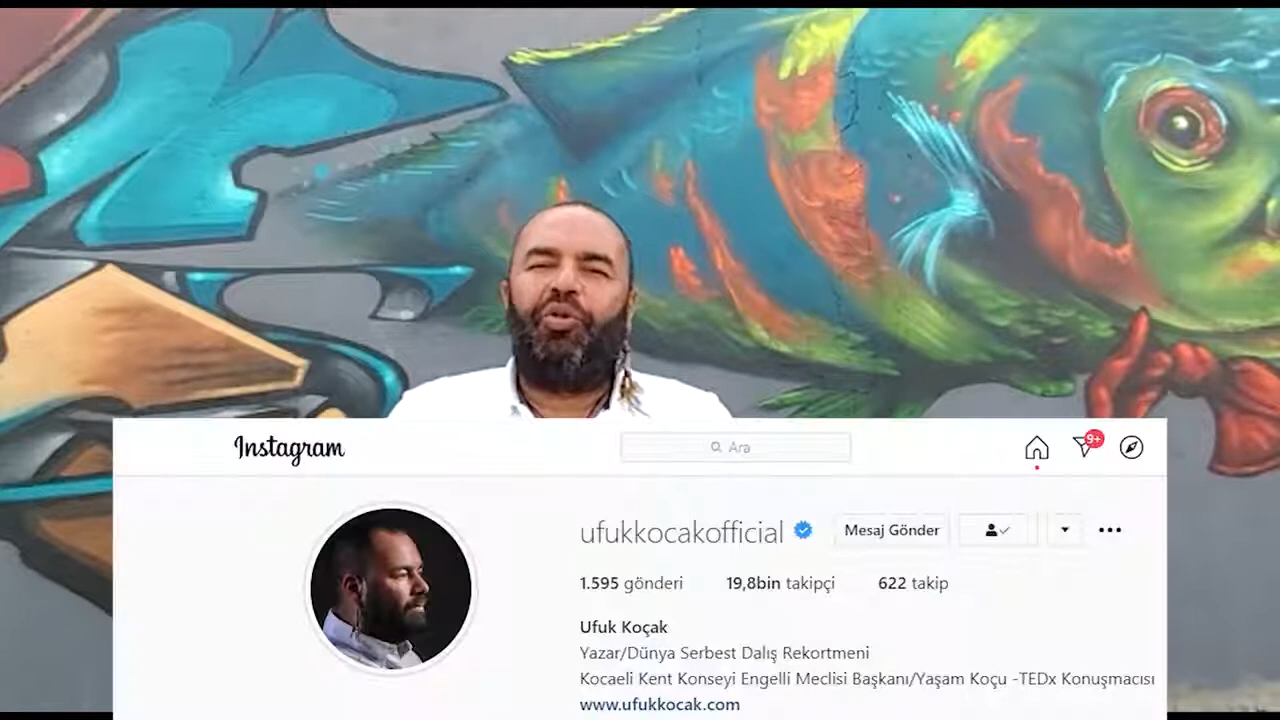 Instagram
Ara
9+
ufukkocakofficial Mesaj Gönder
1.595 gönderi 19,8bin takipçi 622 takip
Ufuk Koçak
Yazar/Dünya Serbest Dalış Rekortmeni
Kocaeli Kent Konseyi Engelli Meclisi Başkanı/Yaşam Koçu -TEDx Konuşmacısı
www.ufukkocak.com